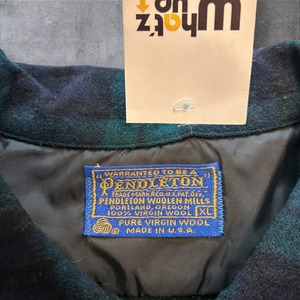 whatz
up
"WARRANTED TO BE A
"PENDLETON"
TRADE MARK REG. U.S. PAT. OFF.
PENDLETON WOOLEN MILLS
PORTLAND, OREGON
100% VIRGIN WOOL
XL
PURE VIRGIN WOOL
MADE IN U.S.A.